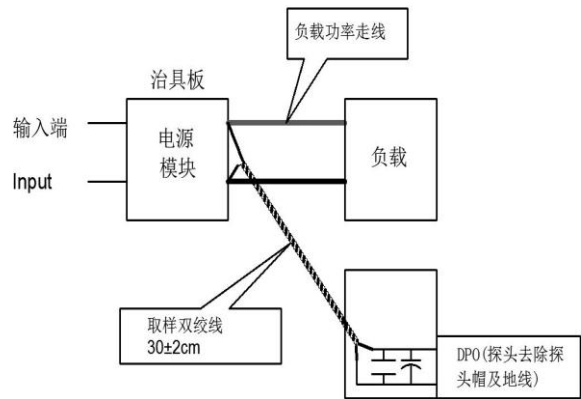 负载功率走线
治具板
输入端
电源
模块
负载
Input
取样双绞线
30±2cm
DPO(探头去除探
头帽及地线)